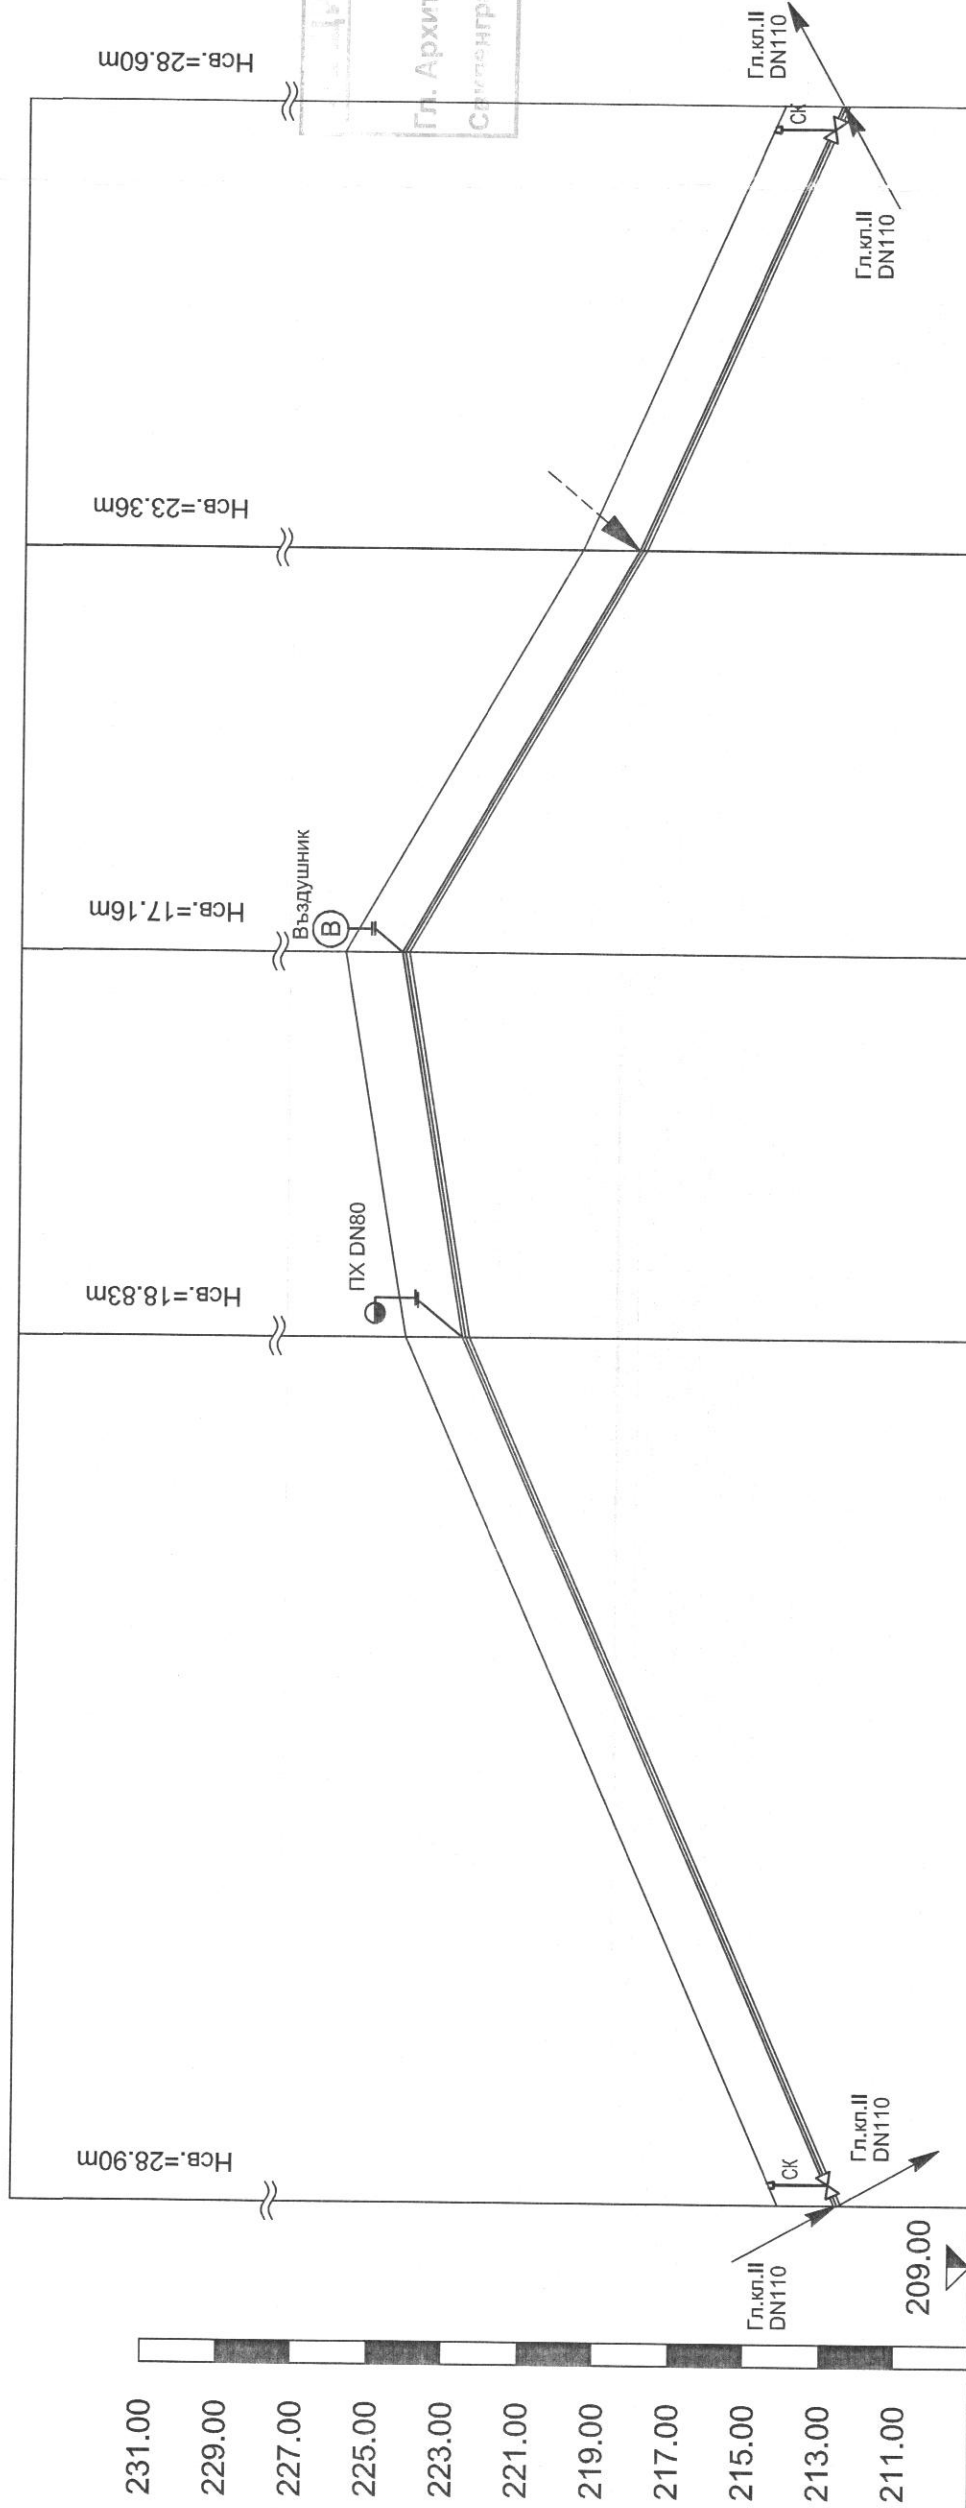 Нсв.=28.60m
Нсв.=23.36m
Нсв.=17.16m
Нсв.=18.83m
Нсв.=28.90m
Гл. Архит
Въздушник
В
ПХ DN80
Гл.кл.II
DN110
СК
Гл.кл.II
DN110
СК
Гл.кл.II
DN110
Гл.кл.II
DN110
209.00
231.00
229.00
227.00
225.00
223.00
221.00
219.00
217.00
215.00
213.00
211.00